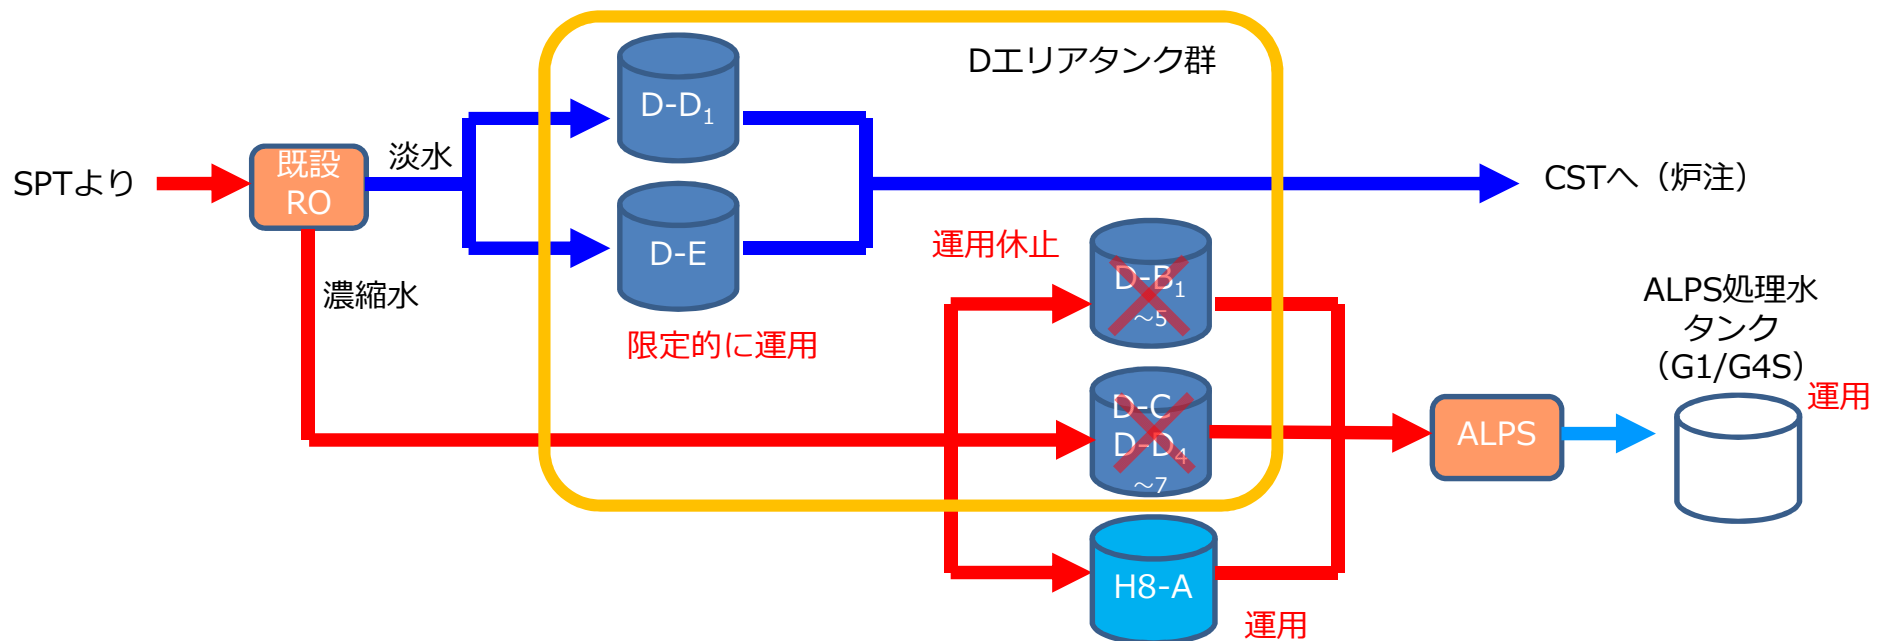 Dエリアタンク群
D-D1
淡水
既設
RO
SPTより
CSTへ（炉注）
D-E
運用休止
D-B1
～5
濃縮水
限定的に運用
ALPS処理水
タンク
（G1/G4S）
運用
D-C
D-D4
～7
ALPS
H8-A
運用